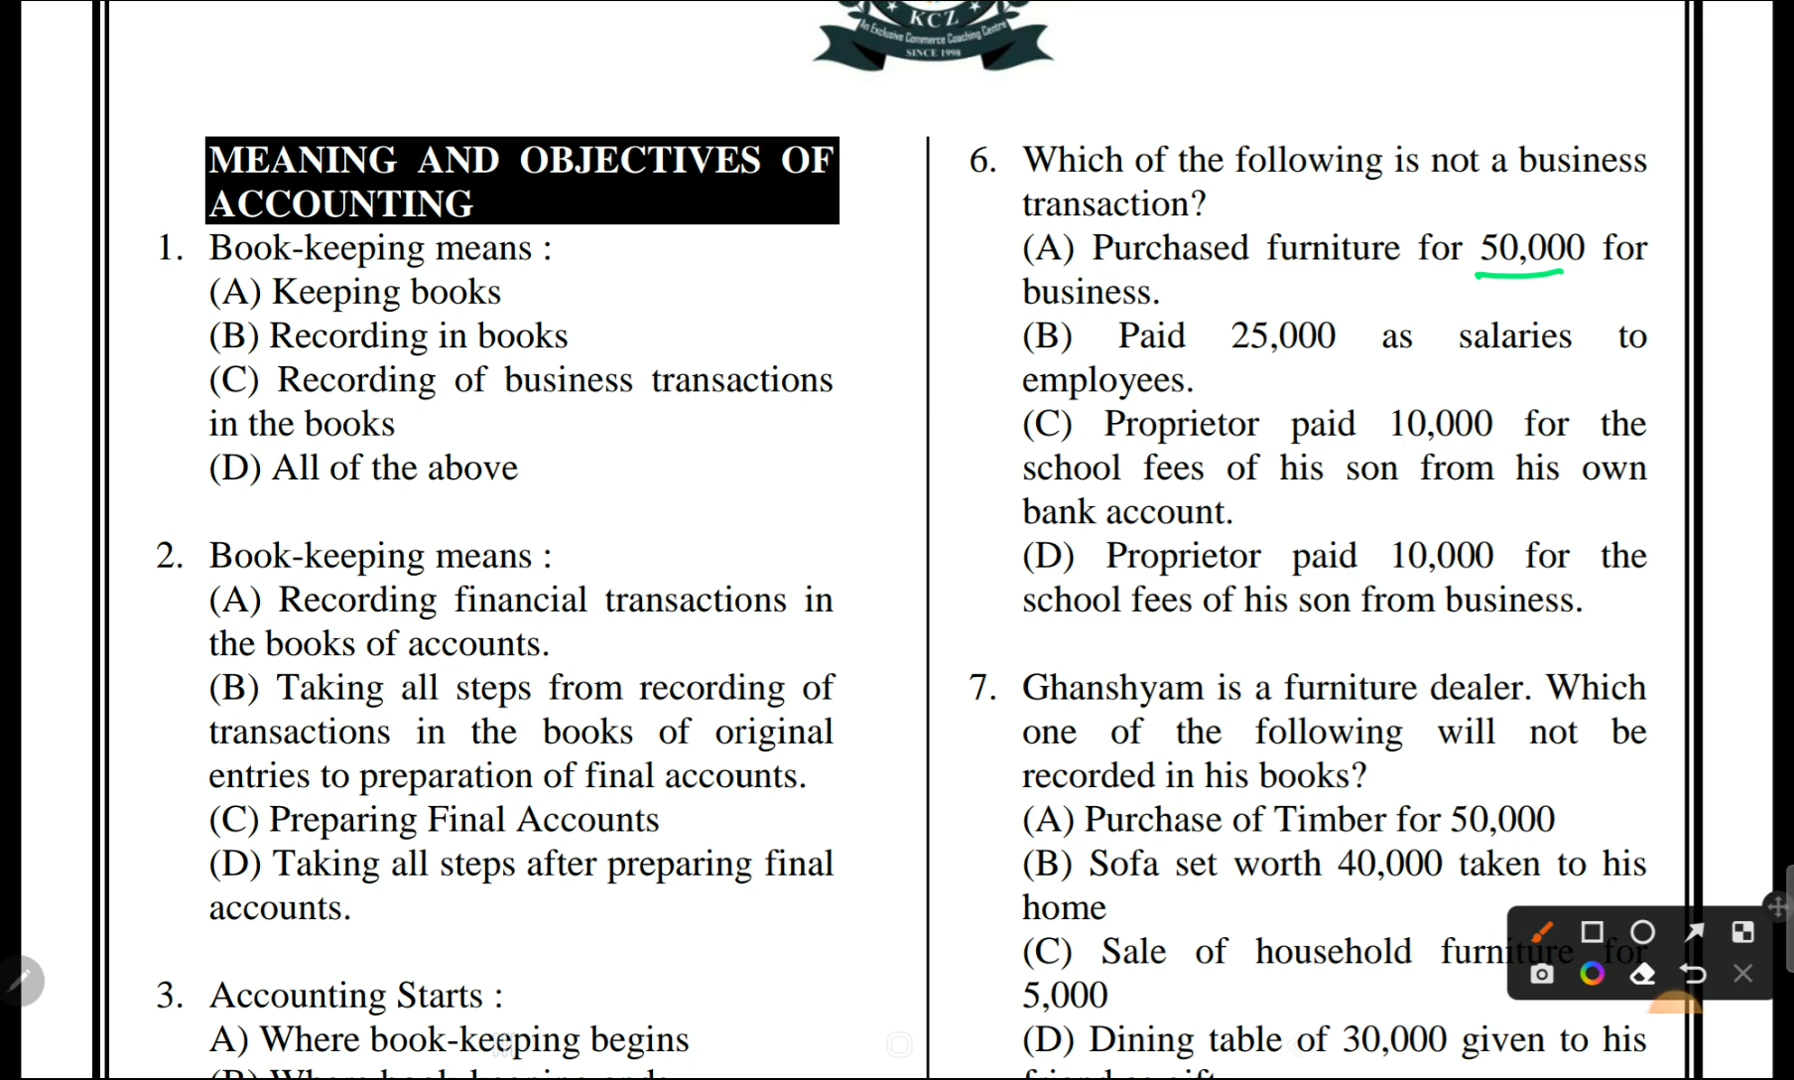 KCZ
An Exclusive Commerce Coaching Centre
SINCE 1998
MEANING AND OBJECTIVES OF
ACCOUNTING
1. Book-keeping means :
(A) Keeping books
(B) Recording in books
(C) Recording of business transactions
in the books
(D) All of the above
2. Book-keeping means :
(A) Recording financial transactions in
the books of accounts.
(B) Taking all steps from recording of
transactions in the books of original
entries to preparation of final accounts.
(C) Preparing Final Accounts
(D) Taking all steps after preparing final
accounts.
3. Accounting Starts :
A) Where book-keeping begins
6. Which of the following is not a business
transaction?
(A) Purchased furniture for 50,000 for
business.
(B) Paid 25,000 as salaries to
employees.
(C) Proprietor paid 10,000 for the
school fees of his son from his own
bank account.
(D) Proprietor paid 10,000 for the
school fees of his son from business.
7. Ghanshyam is a furniture dealer. Which
one of the following will not be
recorded in his books?
(A) Purchase of Timber for 50,000
(B) Sofa set worth 40,000 taken to his
home
(C) Sale of household furniture for
5,000
(D) Dining table of 30,000 given to his